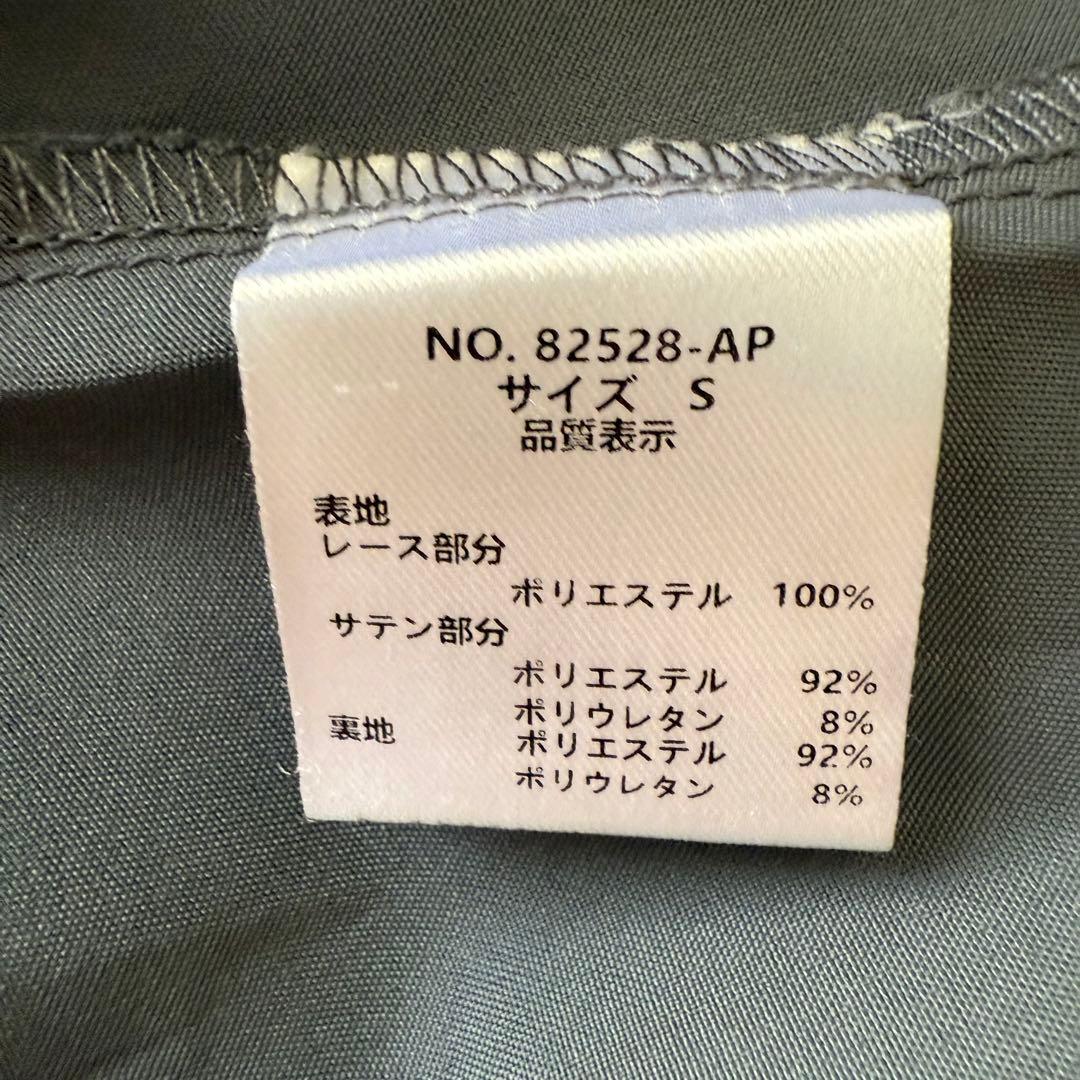 NO. 82528-AP
サイズ S
品質表示
表地
レース部分
ポリエステル 100%
サテン部分
ポリエステル 92%
ポリウレタン 8%
裏地 ポリエステル 92%
ポリウレタン 8%